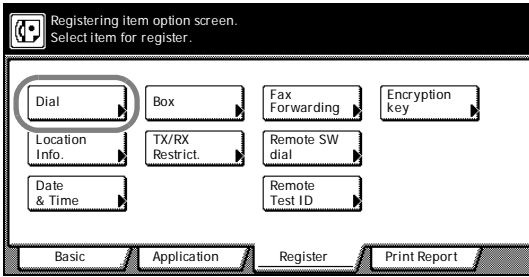 Registering item option screen.
Select item for register.
Dial
Box
Fax
Forwarding
Encryption
key
Location
Info.
TX/RX
Restrict.
Remote SW
dial
Date
& Time
Remote
Test ID
Basic
Application
Register
Print Report